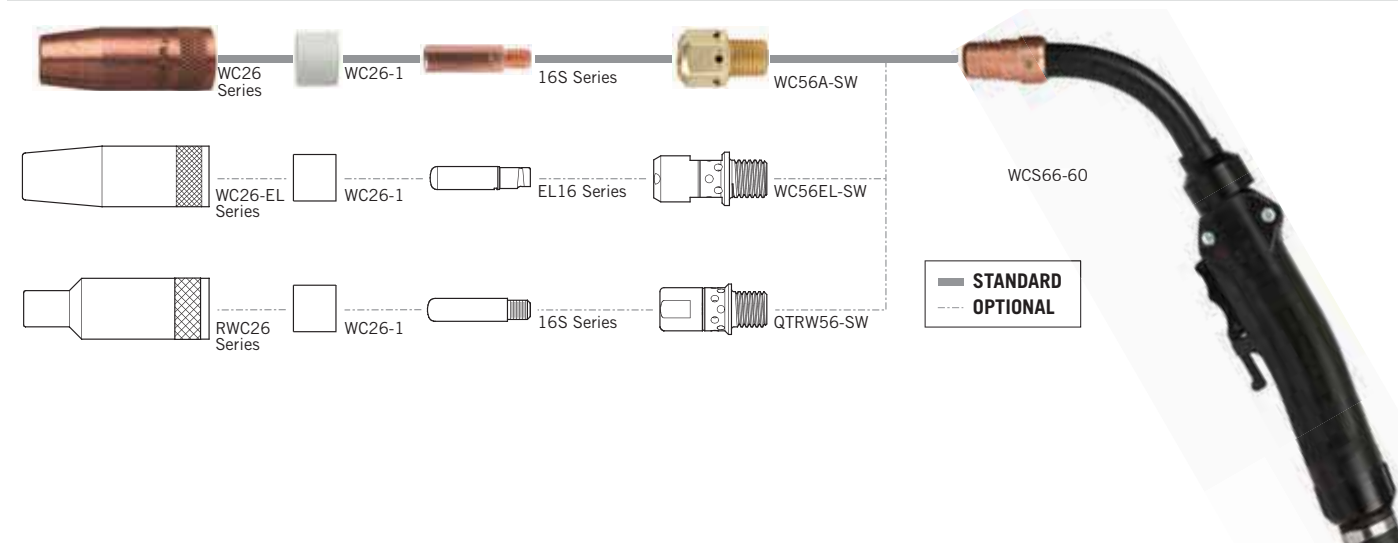 WC26
Series
WC26-1
16S Series
WC56A-SW
WC26-EL
Series
WC26-1
EL16 Series
WC56EL-SW
WCS66-60
STANDARD
OPTIONAL
RWC26
Series
WC26-1
16S Series
QTRW56-SW